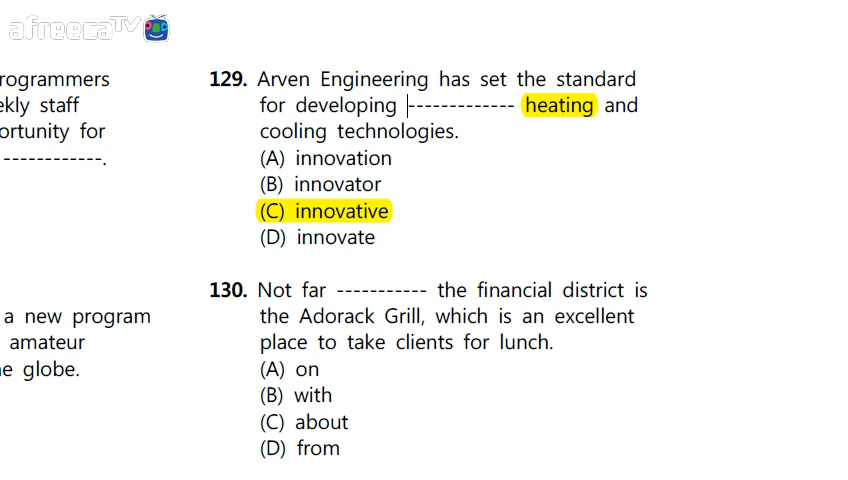 afreecaTV
rogrammers
ekly staff
ortunity for
------------.
a new program
amateur
e globe.
129. Arven Engineering has set the standard
for developing ------------- heating and
cooling technologies.
(A) innovation
(B) innovator
(C) innovative
(D) innovate
130. Not far ----------- the financial district is
the Adorack Grill, which is an excellent
place to take clients for lunch.
(A) on
(B) with
(C) about
(D) from